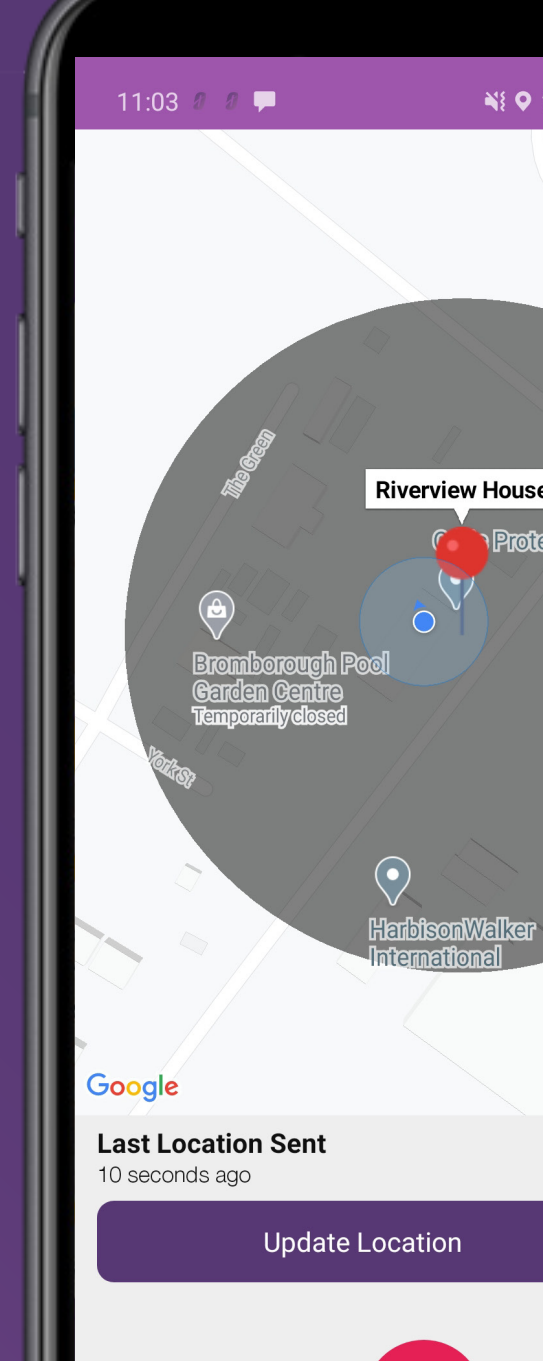 11:03
The Green
Riverview House
Prote
Bromborough Pool
Garden Centre
Temporarily closed
York St
HarbisonWalker
International
Google
Last Location Sent
10 seconds ago
Update Location